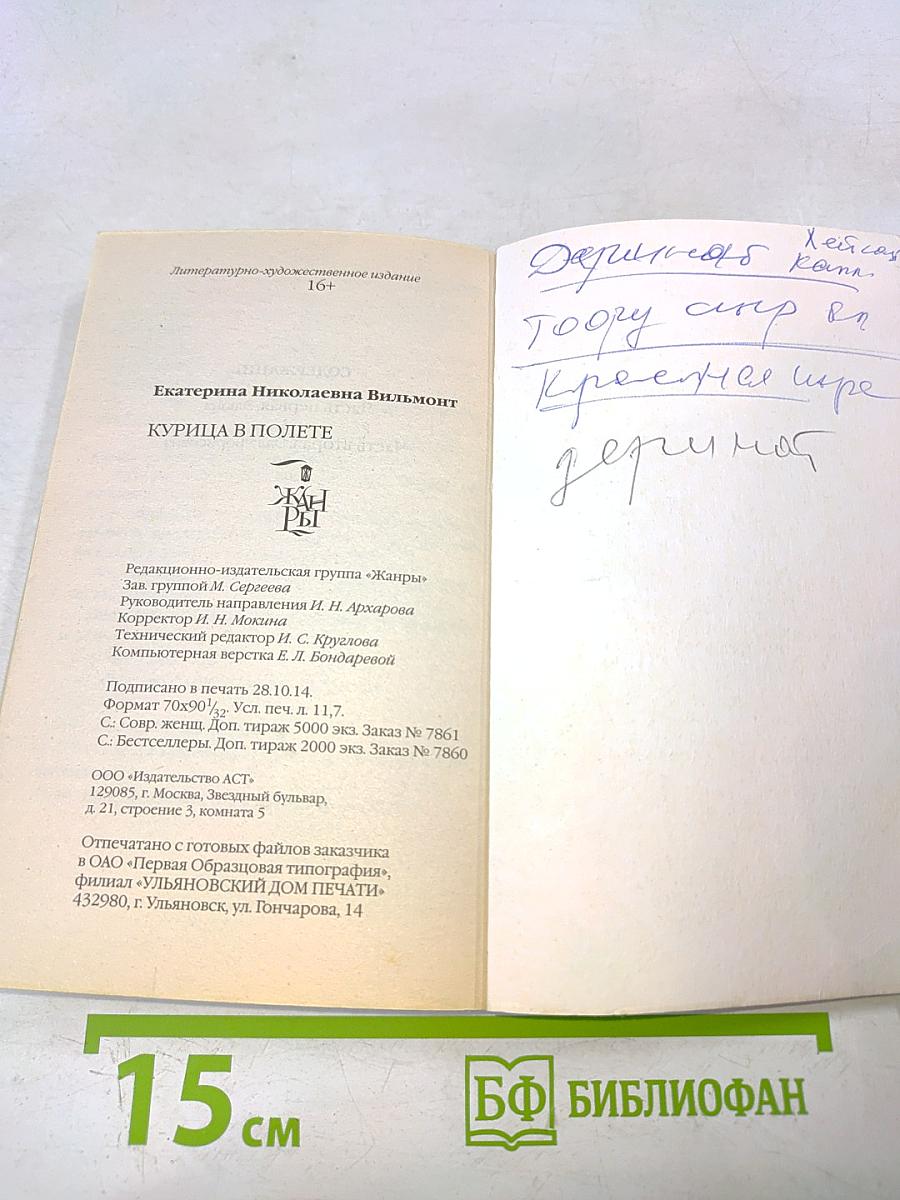 Литературно-художественное издание
16+
Екатерина Николаевна Вильмонт
КУРИЦА В ПОЛЕТЕ
ЖАНРЫ
Редакционно-издательская группа «Жанры»
Зав. группой М. Сергеева
Руководитель направления И. Н. Архарова
Корректор И. Н. Мокина
Технический редактор И. С. Круглова
Компьютерная верстка Е. Л. Бондаревой
Подписано в печать 28.10.14.
Формат 70х90 1/32. Усл. печ. л. 11,7.
С.: Совр. женщ. Доп. тираж 5000 экз. Заказ № 7861
С.: Бестселлеры. Доп. тираж 2000 экз. Заказ № 7860
ООО «Издательство АСТ»
129085, г. Москва, Звездный бульвар,
д. 21, строение 3, комната 5
Отпечатано с готовых файлов заказчика
в ОАО «Первая Образцовая типография»,
филиал «УЛЬЯНОВСКИЙ ДОМ ПЕЧАТИ»
432980, г. Ульяновск, ул. Гончарова, 14
Деринат
капл.
деринат
15 см
БФ БИБЛИОФАН